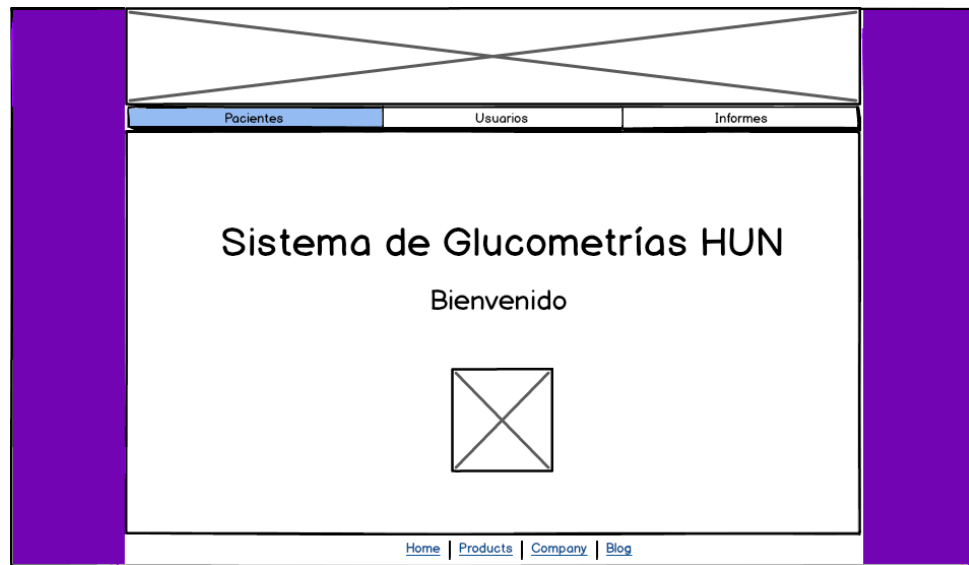 Pacientes Usuarios Informes
Sistema de Glucometrías HUN
Bienvenido
Home | Products | Company | Blog